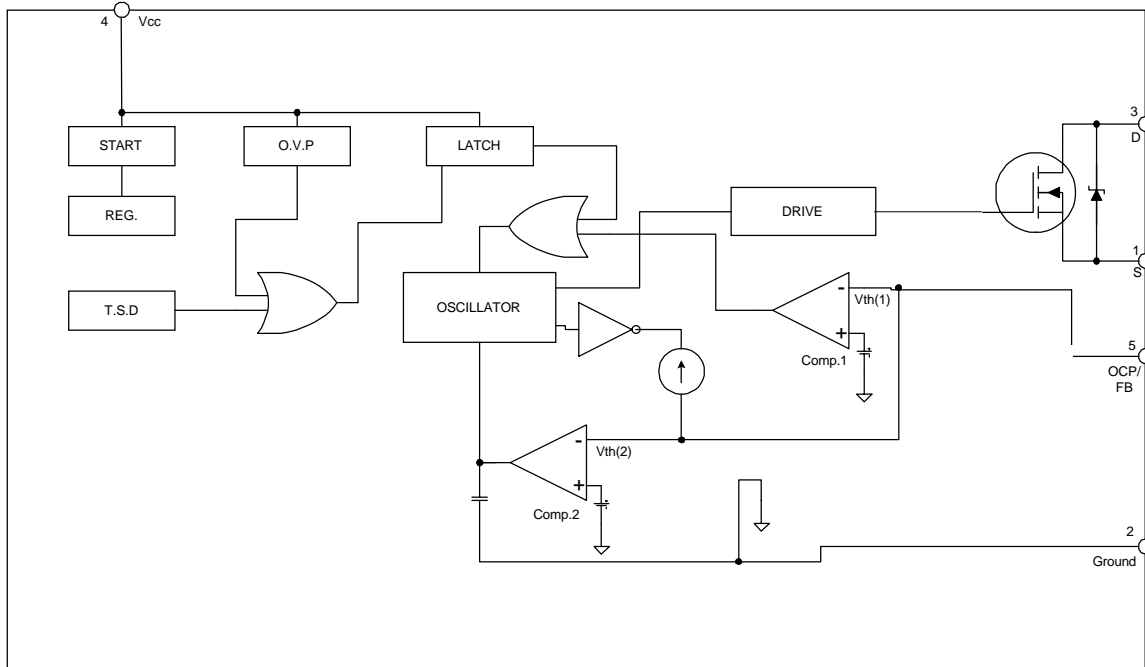 4 Vcc
START
O.V.P
LATCH
3
D
REG.
DRIVE
1
S
T.S.D
OSCILLATOR
-
Vth(1)
+
Comp.1
5
OCP/
FB
-
Vth(2)
+
Comp.2
2
Ground